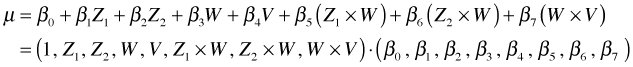 μ = β₀ + β₁Z₁ + β₂Z₂ + β₃W + β₄V + β₅(Z₁ × W) + β₆(Z₂ × W) + β₇(W × V)
= (1, Z₁, Z₂, W, V, Z₁ × W, Z₂ × W, W × V) · (β₀ , β₁ , β₂ , β₃ , β₄ , β₅ , β₆ , β₇ )